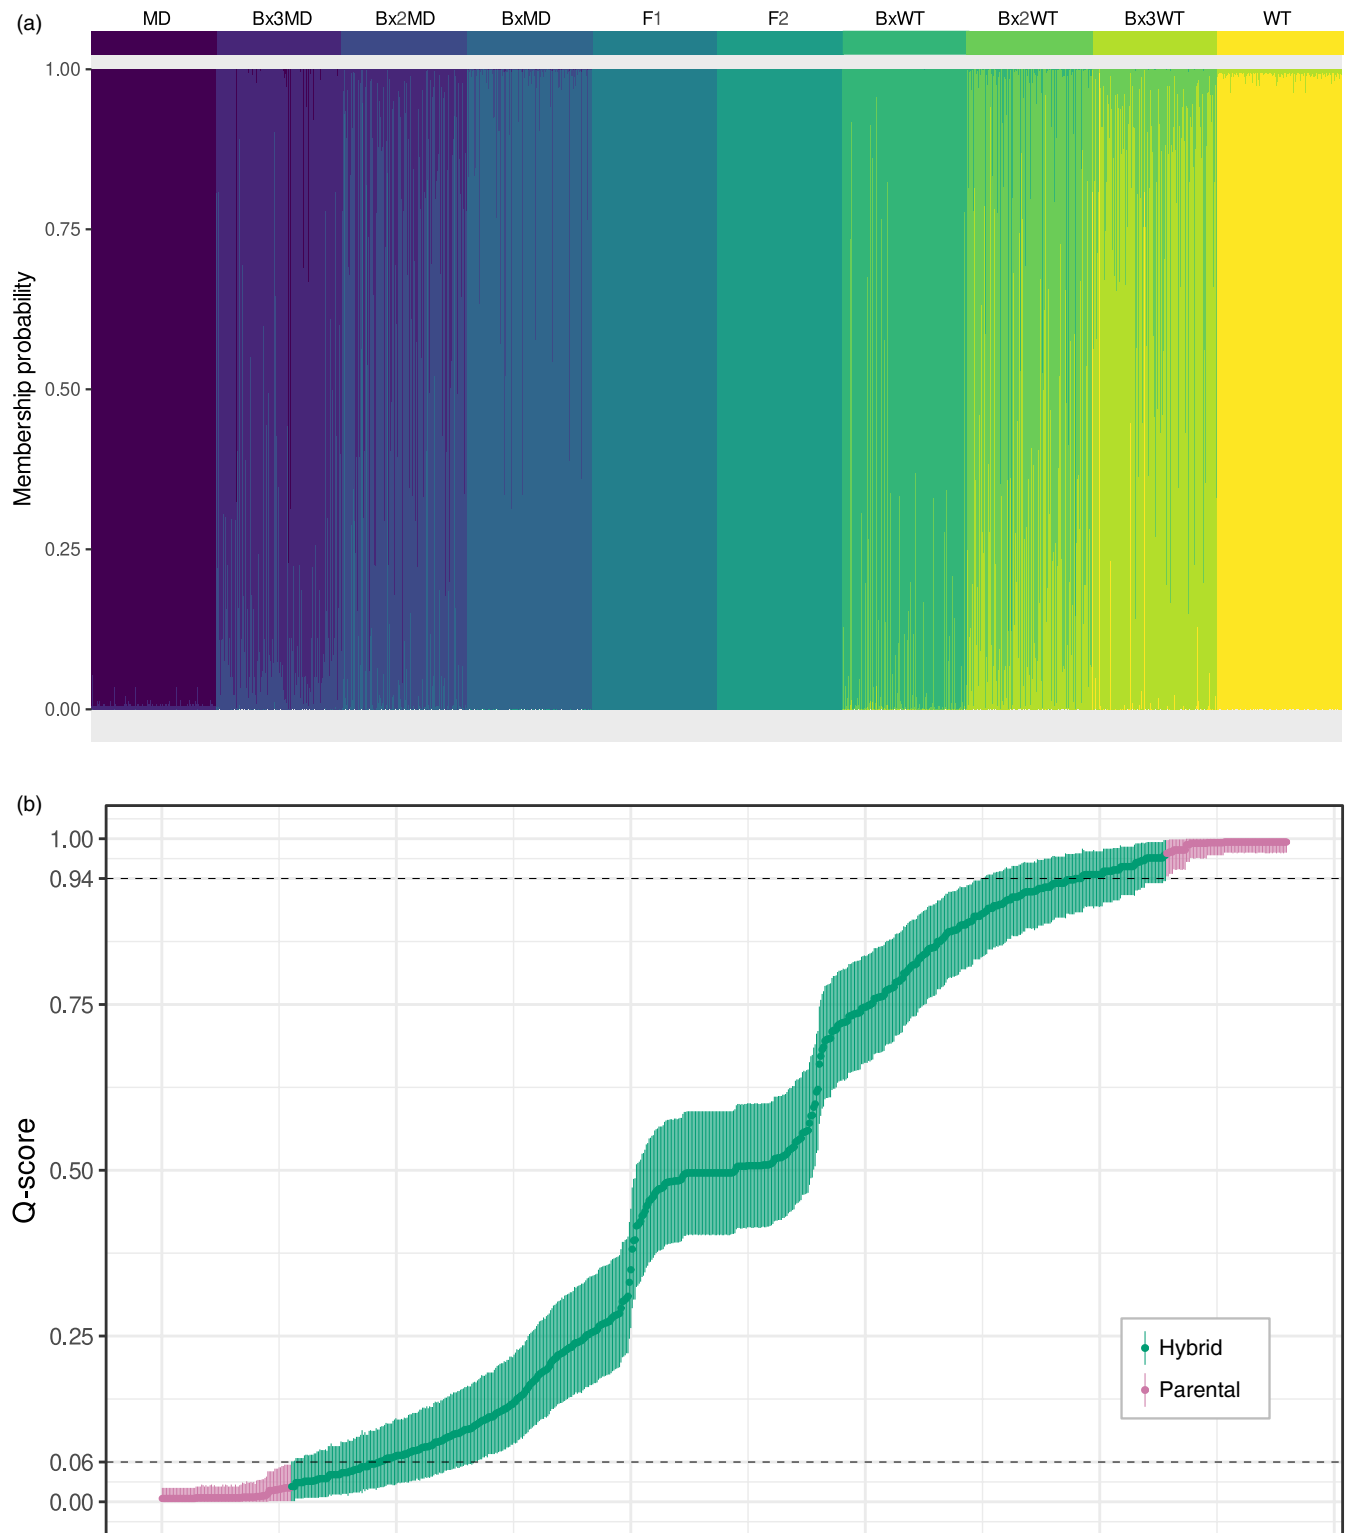 (a)
MD Bx3MD Bx2MD BxMD F1 F2 BxWT Bx2WT Bx3WT WT
1.00
0.75
0.50
0.25
0.00
Membership probability
(b)
1.00
0.94
0.75
0.50
0.25
0.06
0.00
Q-score
Hybrid
Parental